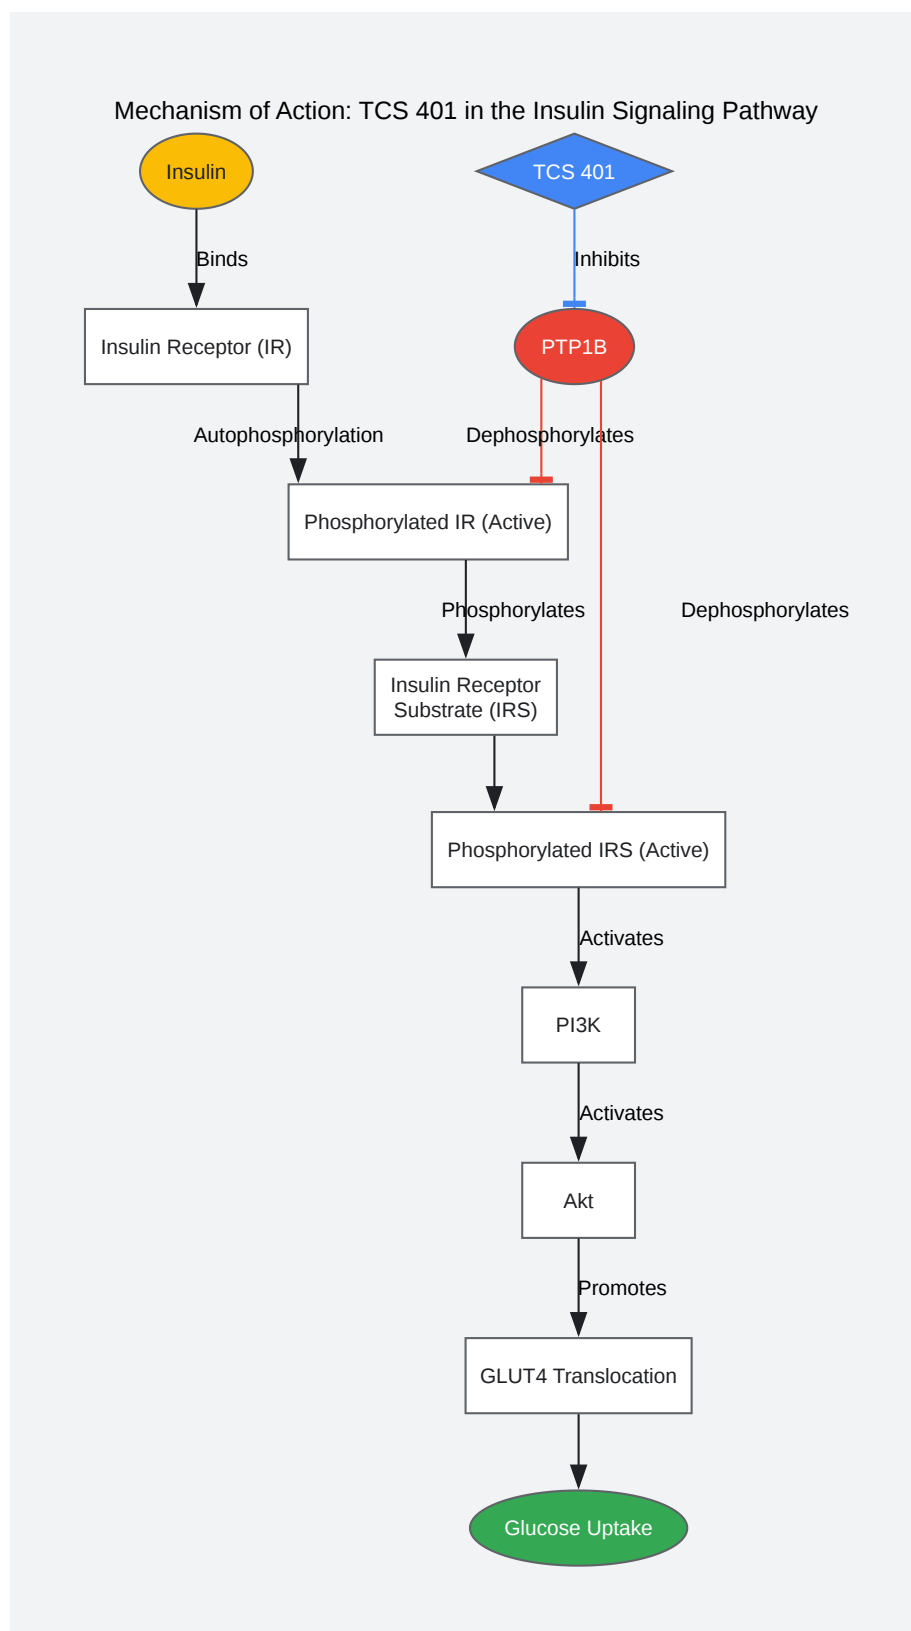 Mechanism of Action: TCS 401 in the Insulin Signaling Pathway
Insulin
TCS 401
Binds
Inhibits
Insulin Receptor (IR)
PTP1B
Autophosphorylation
Dephosphorylates
Phosphorylated IR (Active)
Phosphorylates
Dephosphorylates
Insulin Receptor
Substrate (IRS)
Phosphorylated IRS (Active)
Activates
PI3K
Activates
Akt
Promotes
GLUT4 Translocation
Glucose Uptake